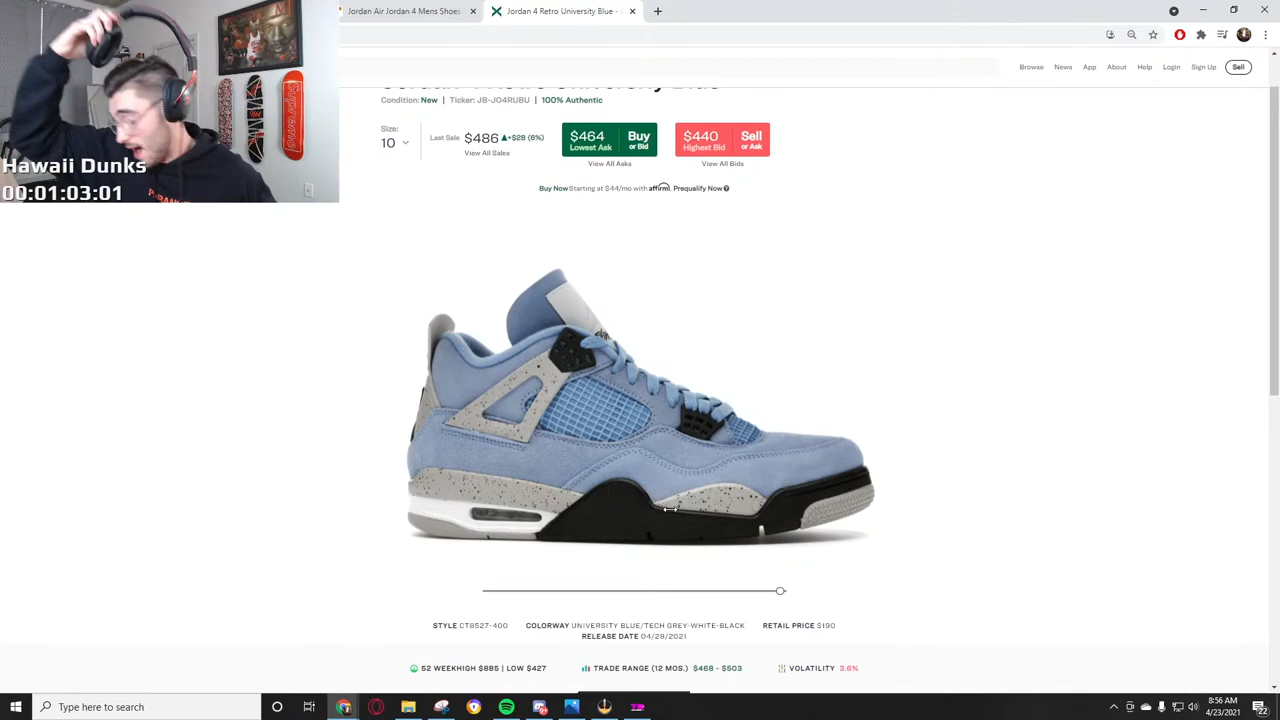 Jordan Air Jordan 4 Mens Shoes
Jordan 4 Retro University Blue -
Browse News App About Help Login Sign Up Sell
Condition: New | Ticker: JB-JO4RUBU | 100% Authentic
Size:
10
Last Sale $486 ▲+$28 (6%)
View All Sales
$464 Buy
Lowest Ask or Bid
View All Asks
$440 Sell
Highest Bid or Ask
View All Bids
Buy Now Starting at $44/mo with affirm. Prequalify Now
Supreme
Hawaii Dunks
00:01:03:01
STYLE CT8527-400 COLORWAY UNIVERSITY BLUE/TECH GREY-WHITE-BLACK RETAIL PRICE $190
RELEASE DATE 04/28/2021
52 WEEKHIGH $885 | LOW $427 TRADE RANGE (12 MOS.) $468 - $503 VOLATILITY 3.6%
Type here to search
8:56 AM
4/23/2021